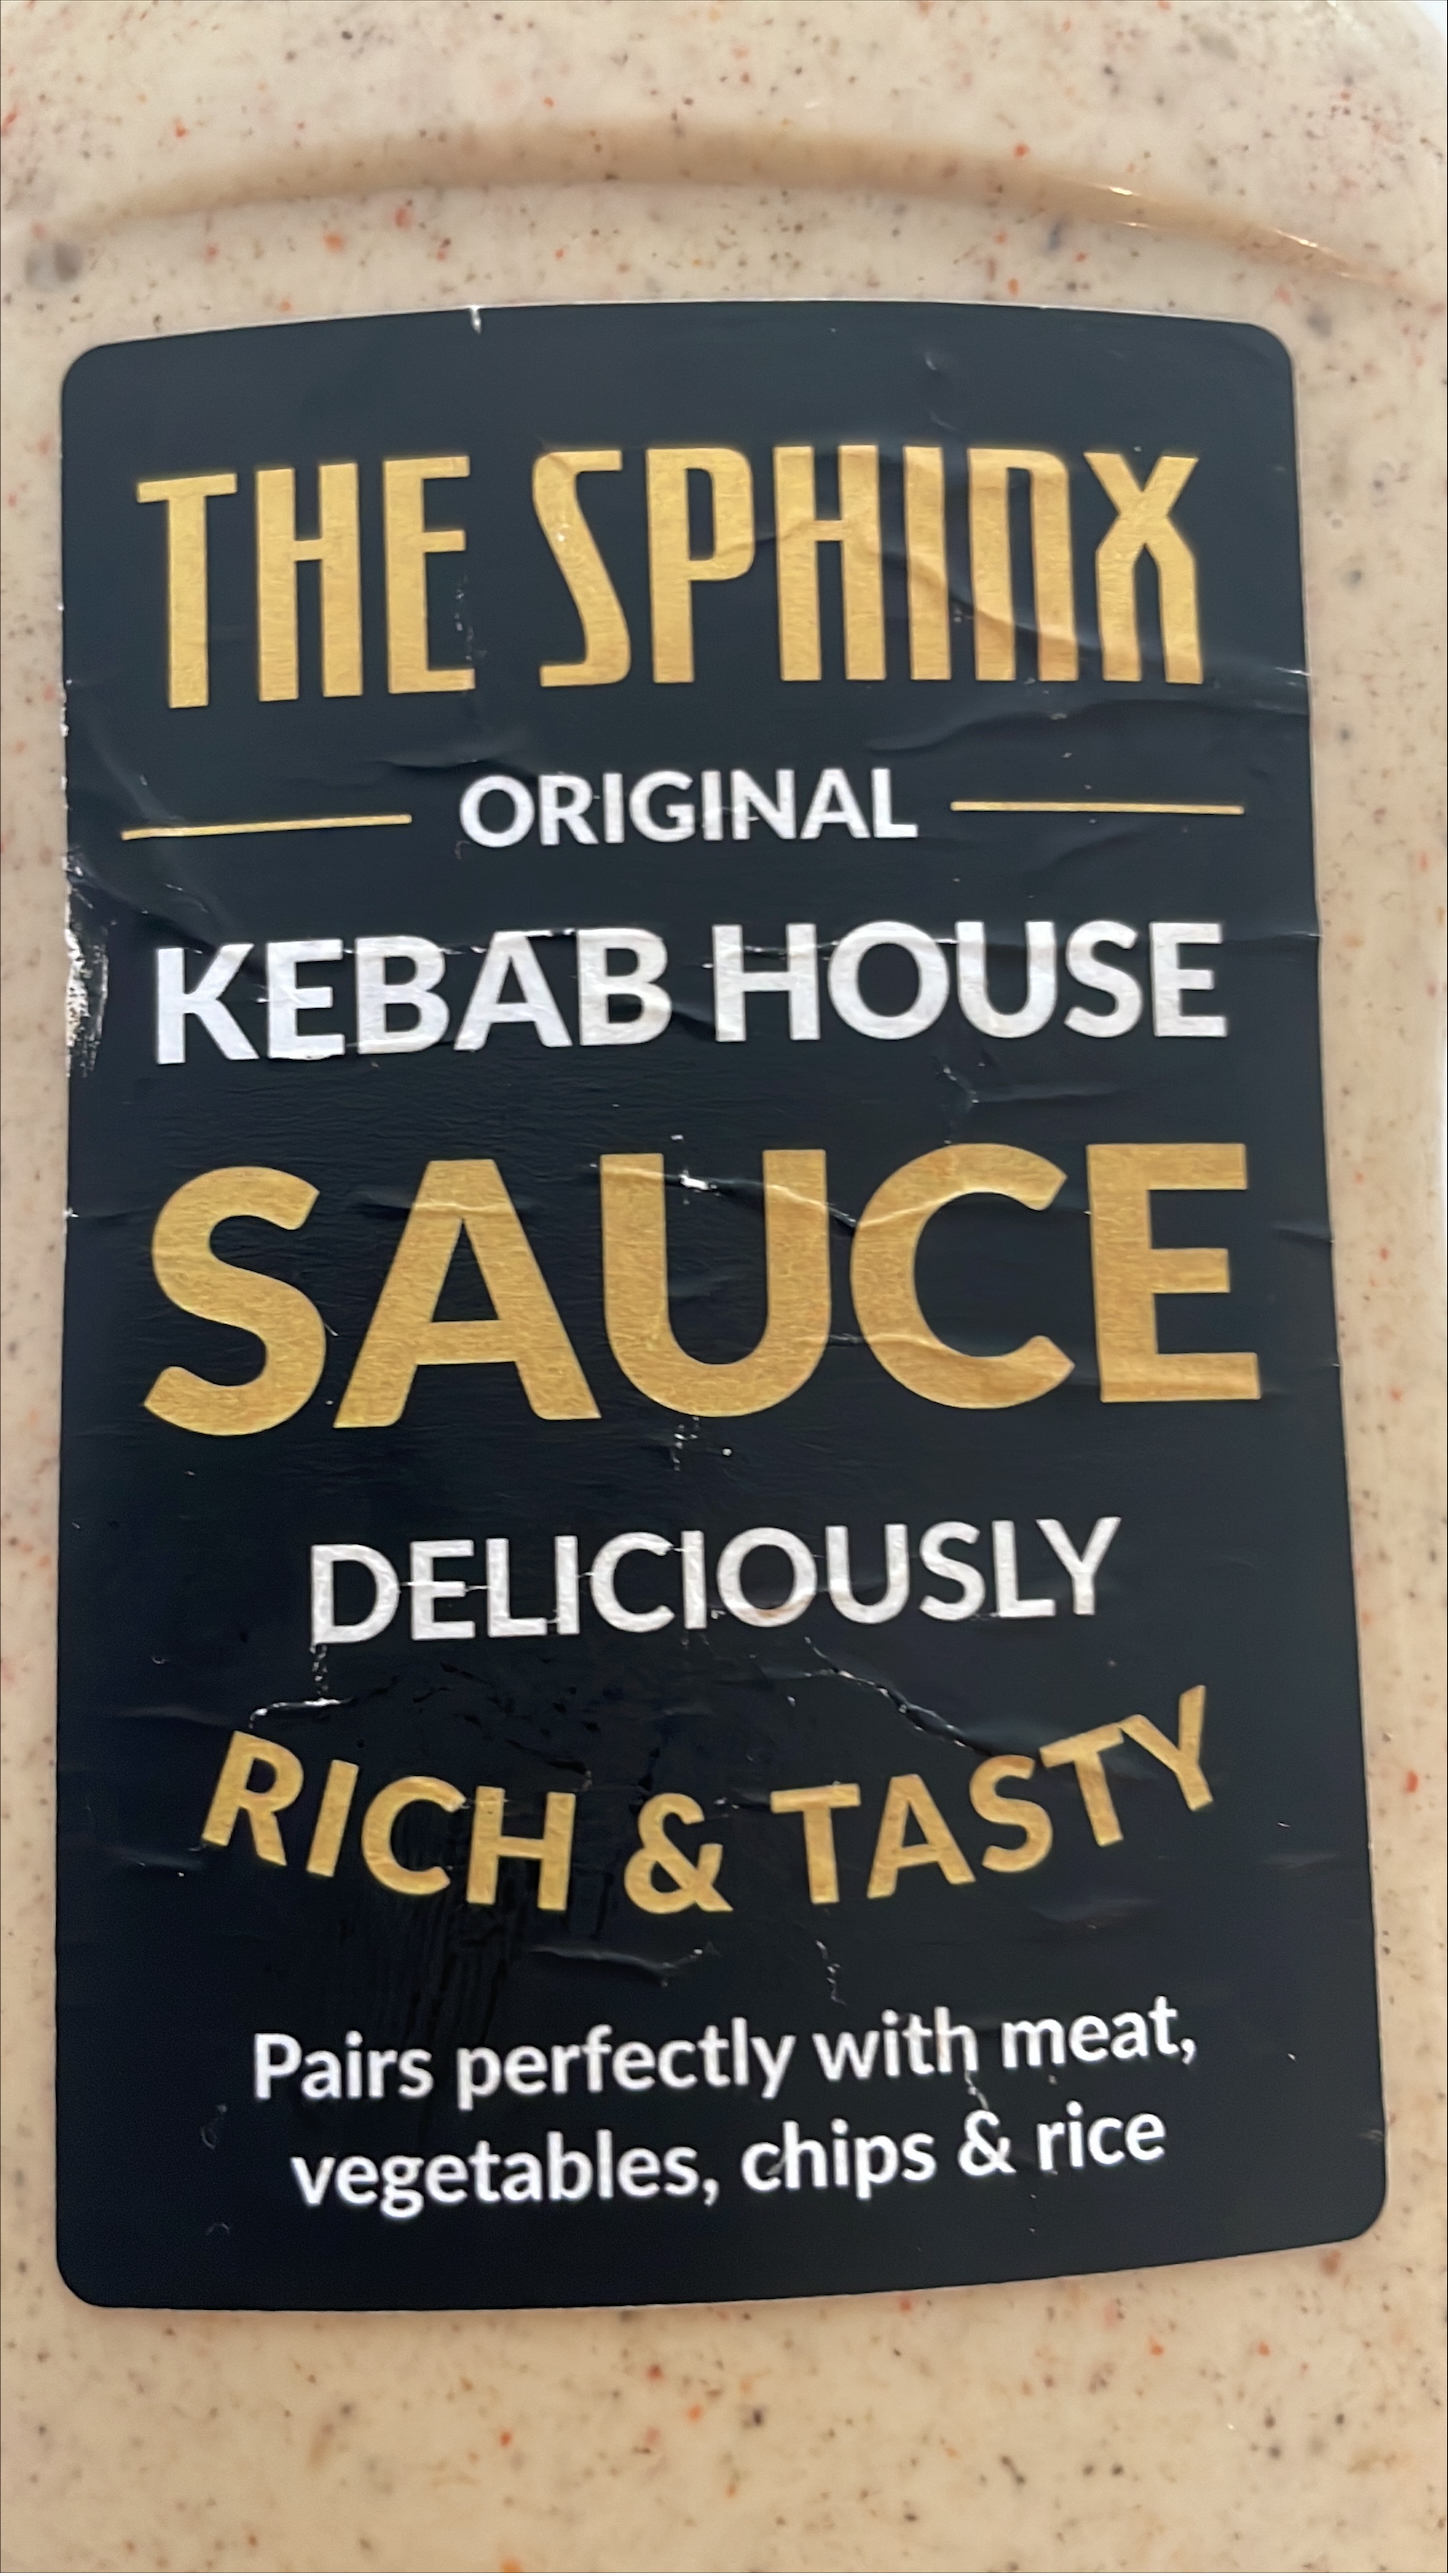 THE SPHINX
ORIGINAL
KEBAB HOUSE
SAUCE
DELICIOUSLY
RICH & TASTY
Pairs perfectly with meat,
vegetables, chips & rice